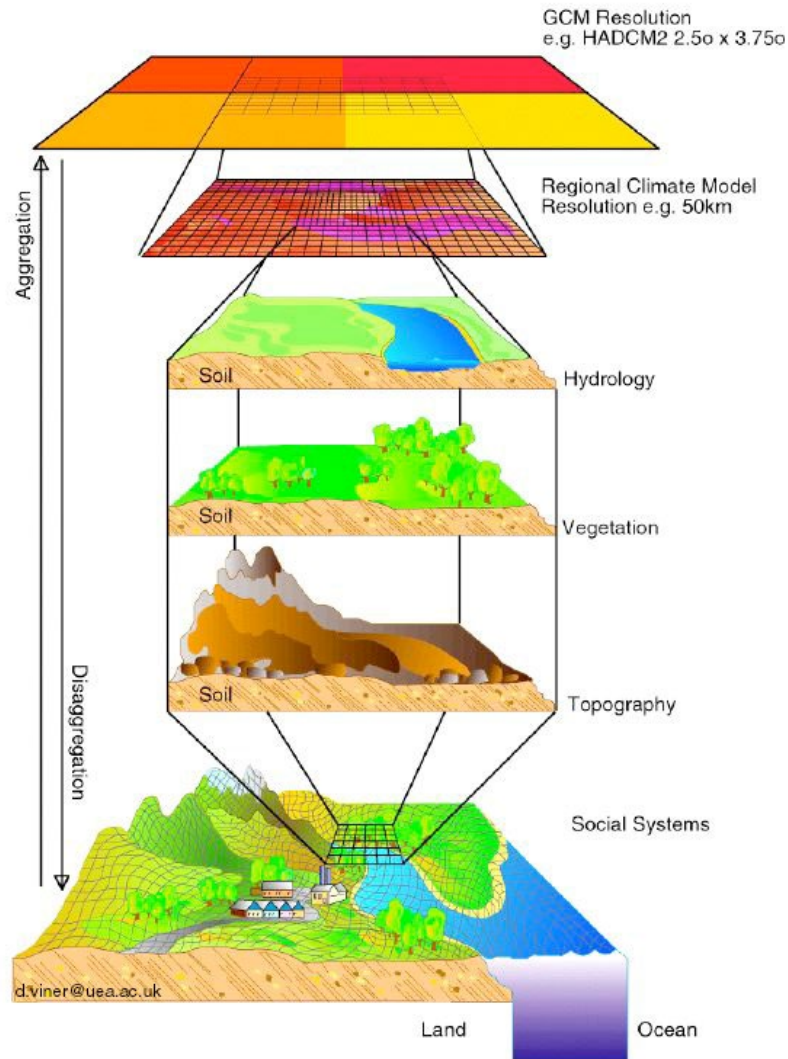 GCM Resolution
e.g. HADCM2 2.5o x 3.75o
Regional Climate Model
Resolution e.g. 50km
Aggregation
Disaggregation
Soil
Hydrology
Soil
Vegetation
Soil
Topography
Social Systems
d.viner@uea.ac.uk
Land
Ocean